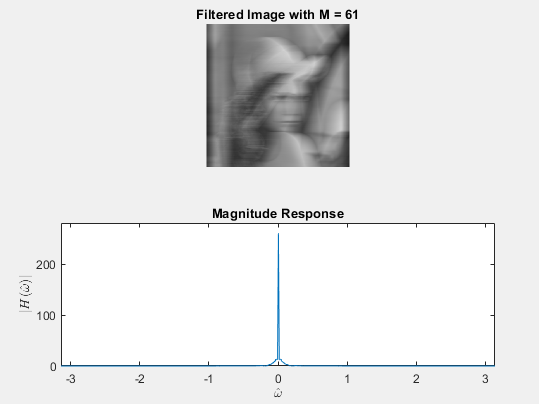 Filtered Image with M = 61
Magnitude Response
|H(ω̂)|
200
100
0
-3 -2 -1 0 1 2 3
ω̂